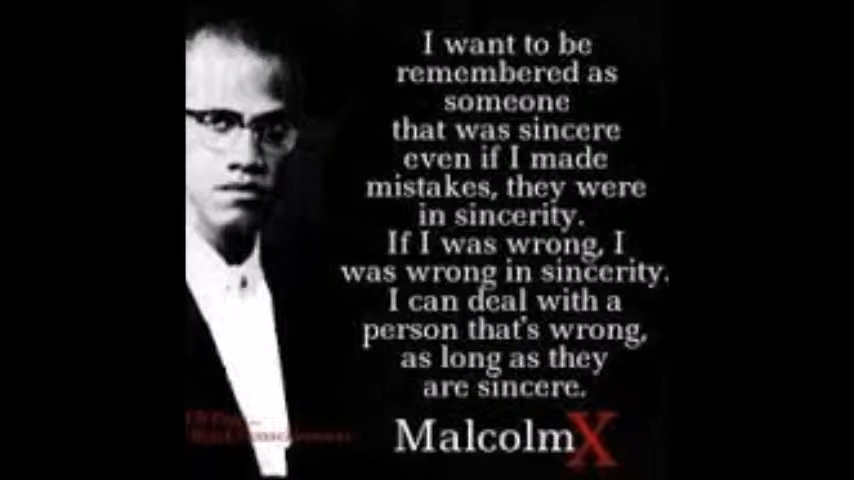 I want to be
remembered as
someone
that was sincere
even if I made
mistakes, they were
in sincerity.
If I was wrong, I
was wrong in sincerity.
I can deal with a
person that's wrong,
as long as they
are sincere.
MalcolmX